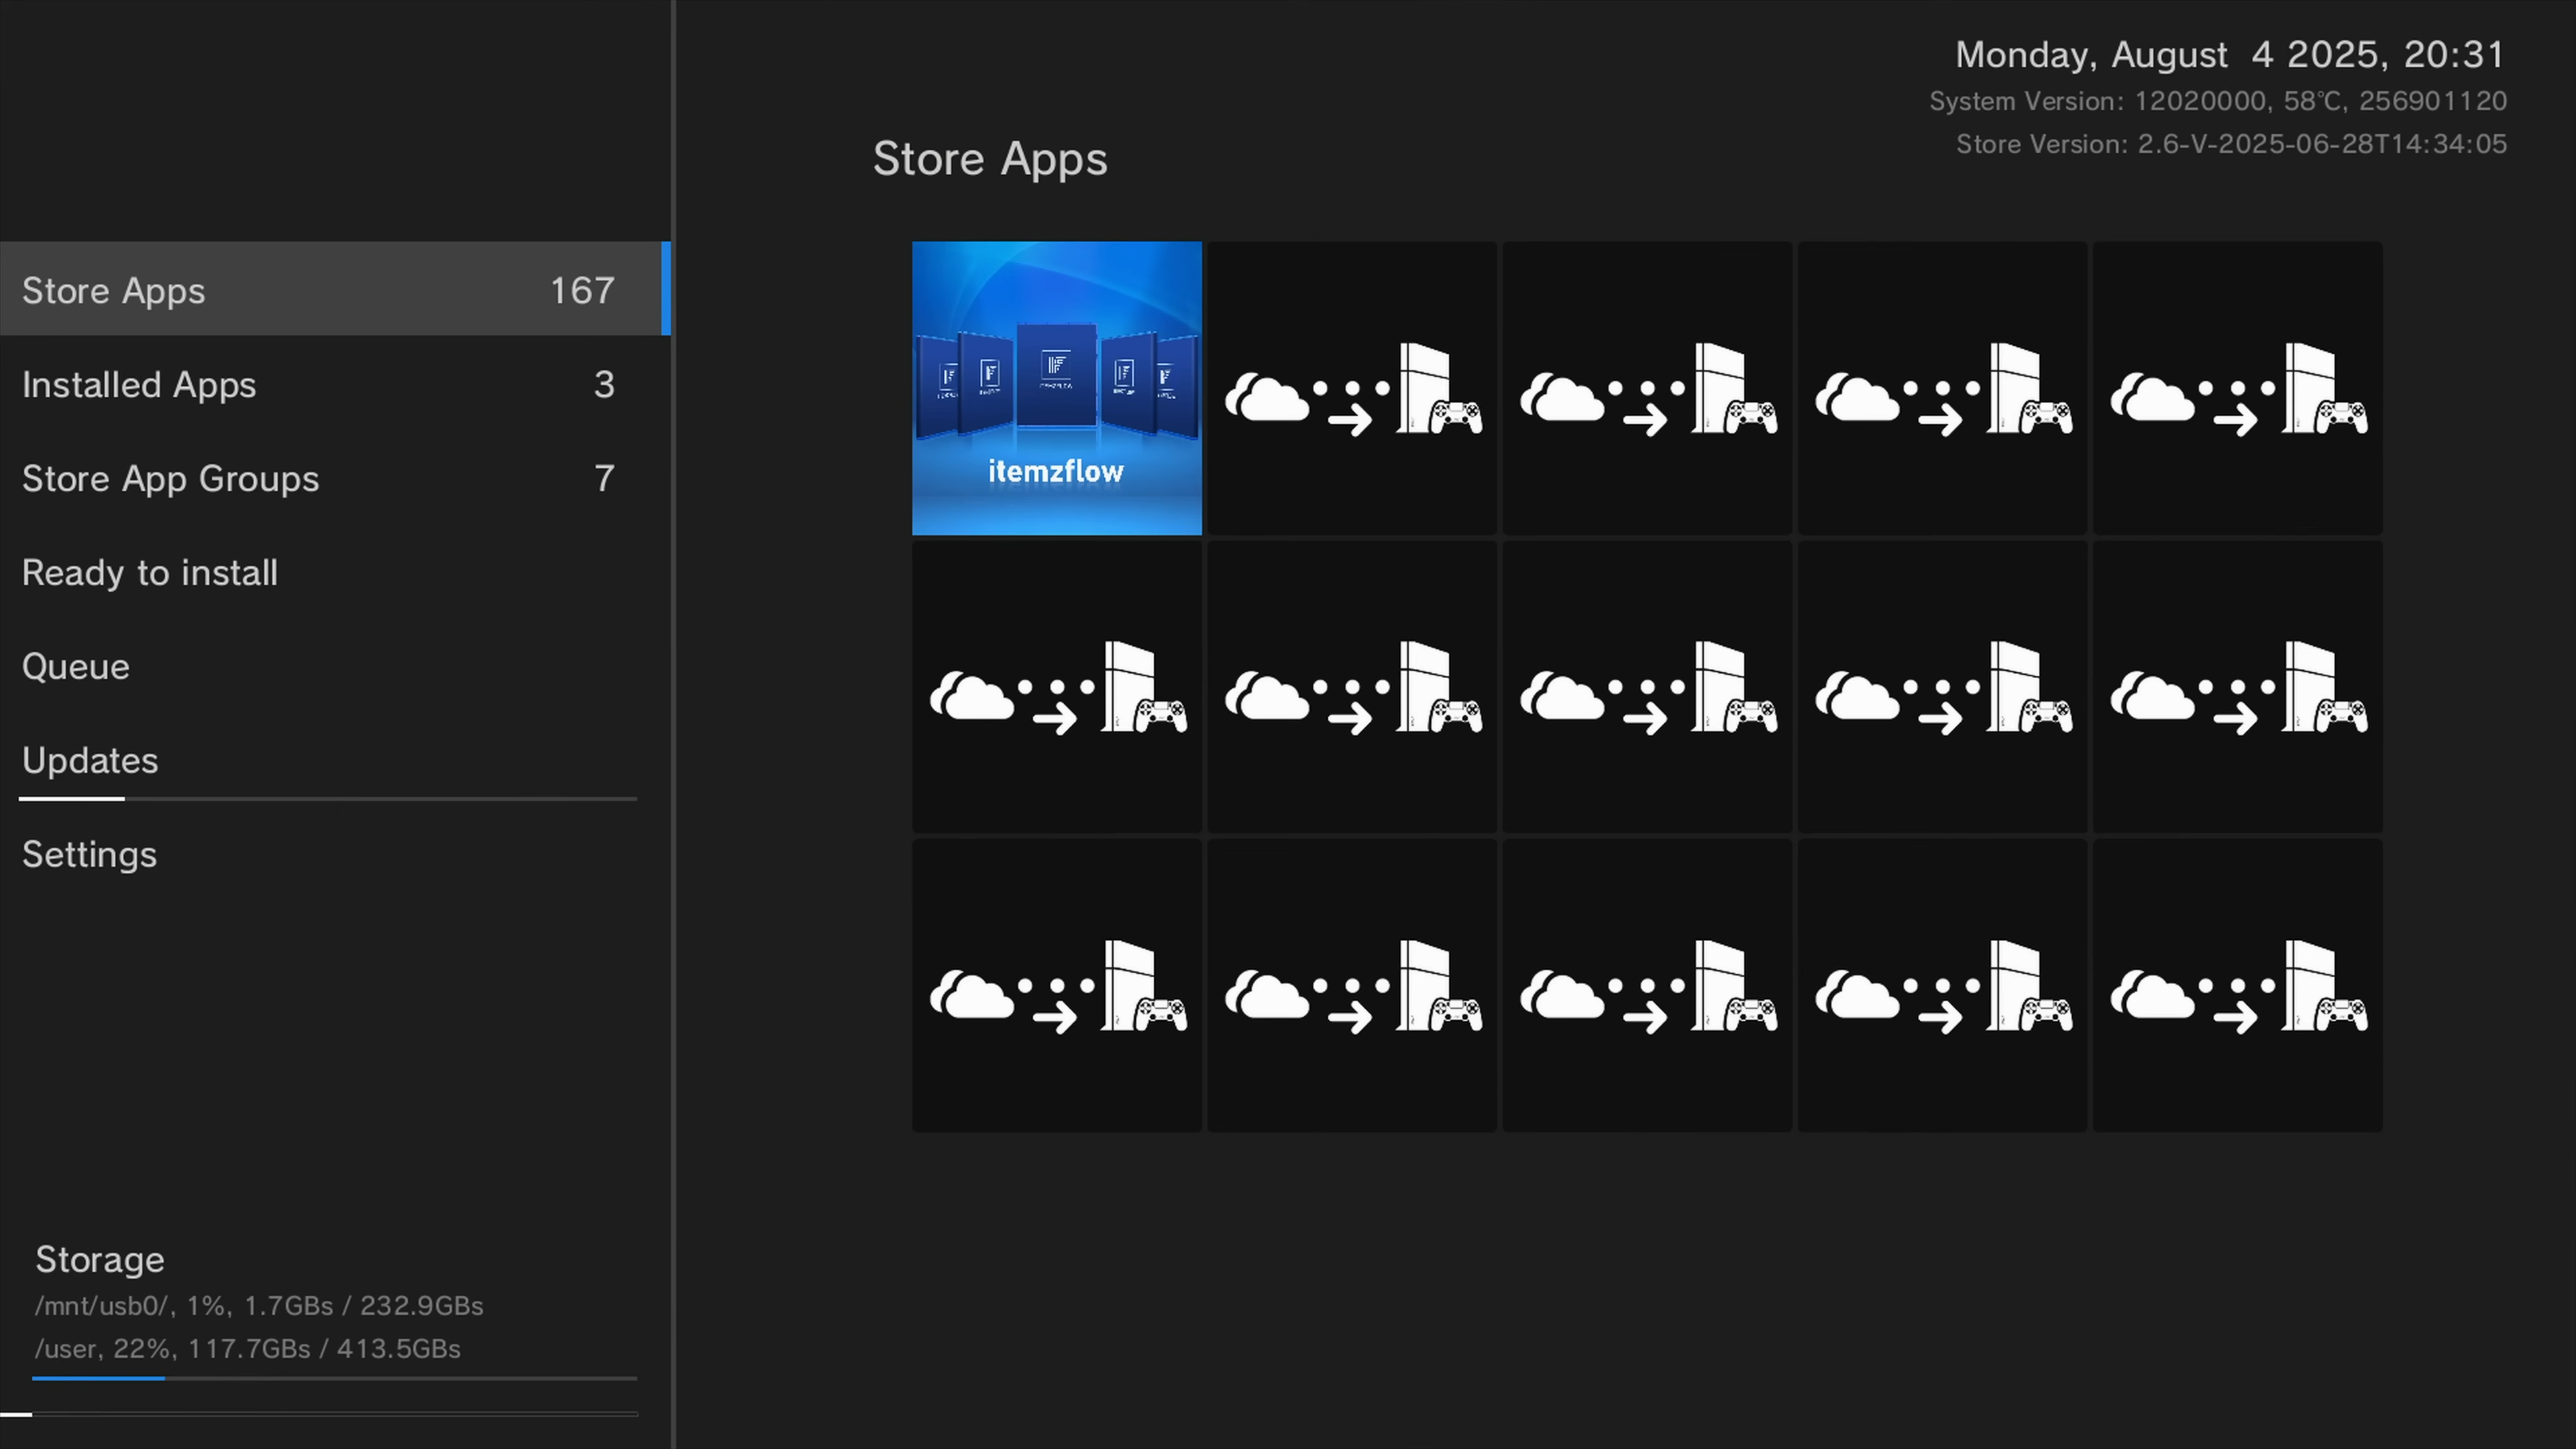 Monday, August  4 2025, 20:31
System Version: 12020000, 58°C, 256901120
Store Version: 2.6-V-2025-06-28T14:34:05
Store Apps
Store Apps 167
Installed Apps 3
Store App Groups 7
Ready to install
Queue
Updates
Settings
itemzflow
Storage
/mnt/usb0/, 1%, 1.7GBs / 232.9GBs
/user, 22%, 117.7GBs / 413.5GBs